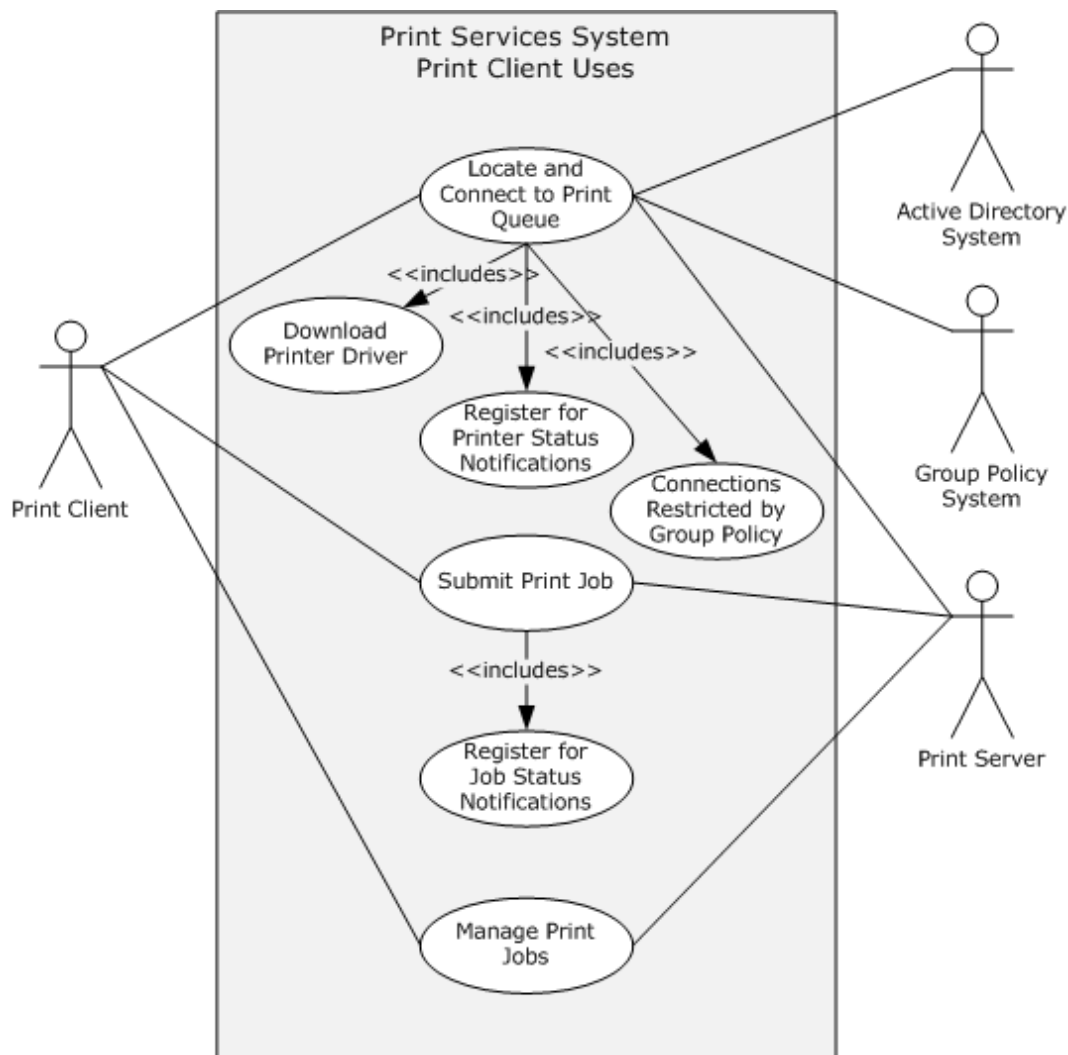 Print Services System
Print Client Uses
Locate and
Connect to Print
Queue
Active Directory
System
<<includes>>
<<includes>>
Download
Printer Driver
<<includes>>
Register for
Printer Status
Notifications
Group Policy
System
Connections
Restricted by
Group Policy
Print Client
Submit Print Job
<<includes>>
Print Server
Register for
Job Status
Notifications
Manage Print
Jobs